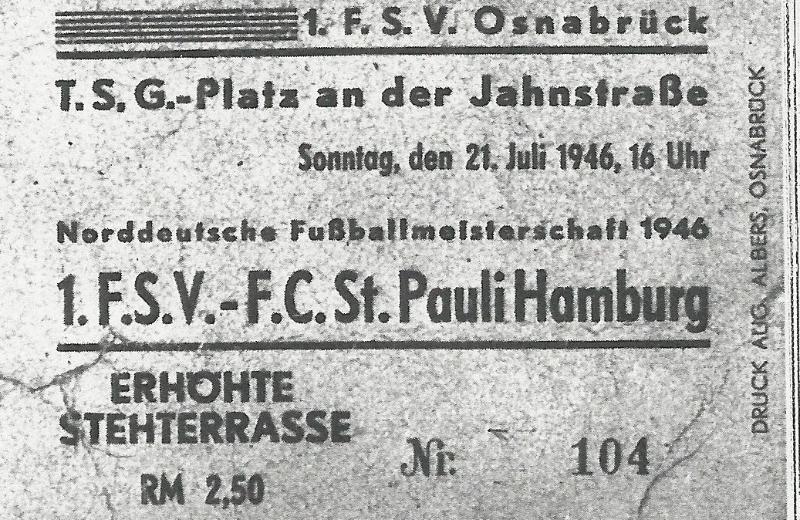 1. F. S. V. Osnabrück
T. S. G.-Platz an der Jahnstraße
Sonntag, den 21. Juli 1946, 16 Uhr
Norddeutsche Fußballmeisterschaft 1946
1. F.S.V. - F.C. St. Pauli Hamburg
ERHÖHTE
STEHTERRASSE
RM 2,50
Nr. 104
DRUCK AUG. ALBERS, OSNABRÜCK